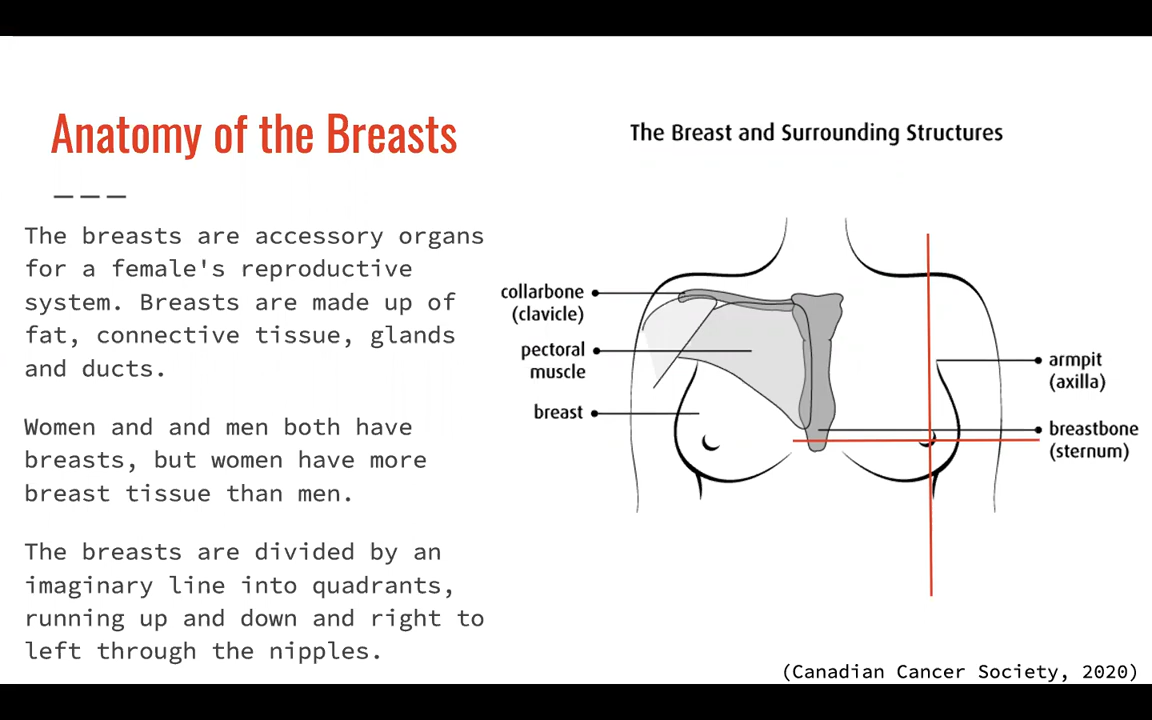 Anatomy of the Breasts
The breasts are accessory organs
for a female's reproductive
system. Breasts are made up of
fat, connective tissue, glands
and ducts.
Women and and men both have
breasts, but women have more
breast tissue than men.
The breasts are divided by an
imaginary line into quadrants,
running up and down and right to
left through the nipples.
The Breast and Surrounding Structures
collarbone
(clavicle)
pectoral
muscle
breast
armpit
(axilla)
breastbone
(sternum)
(Canadian Cancer Society, 2020)